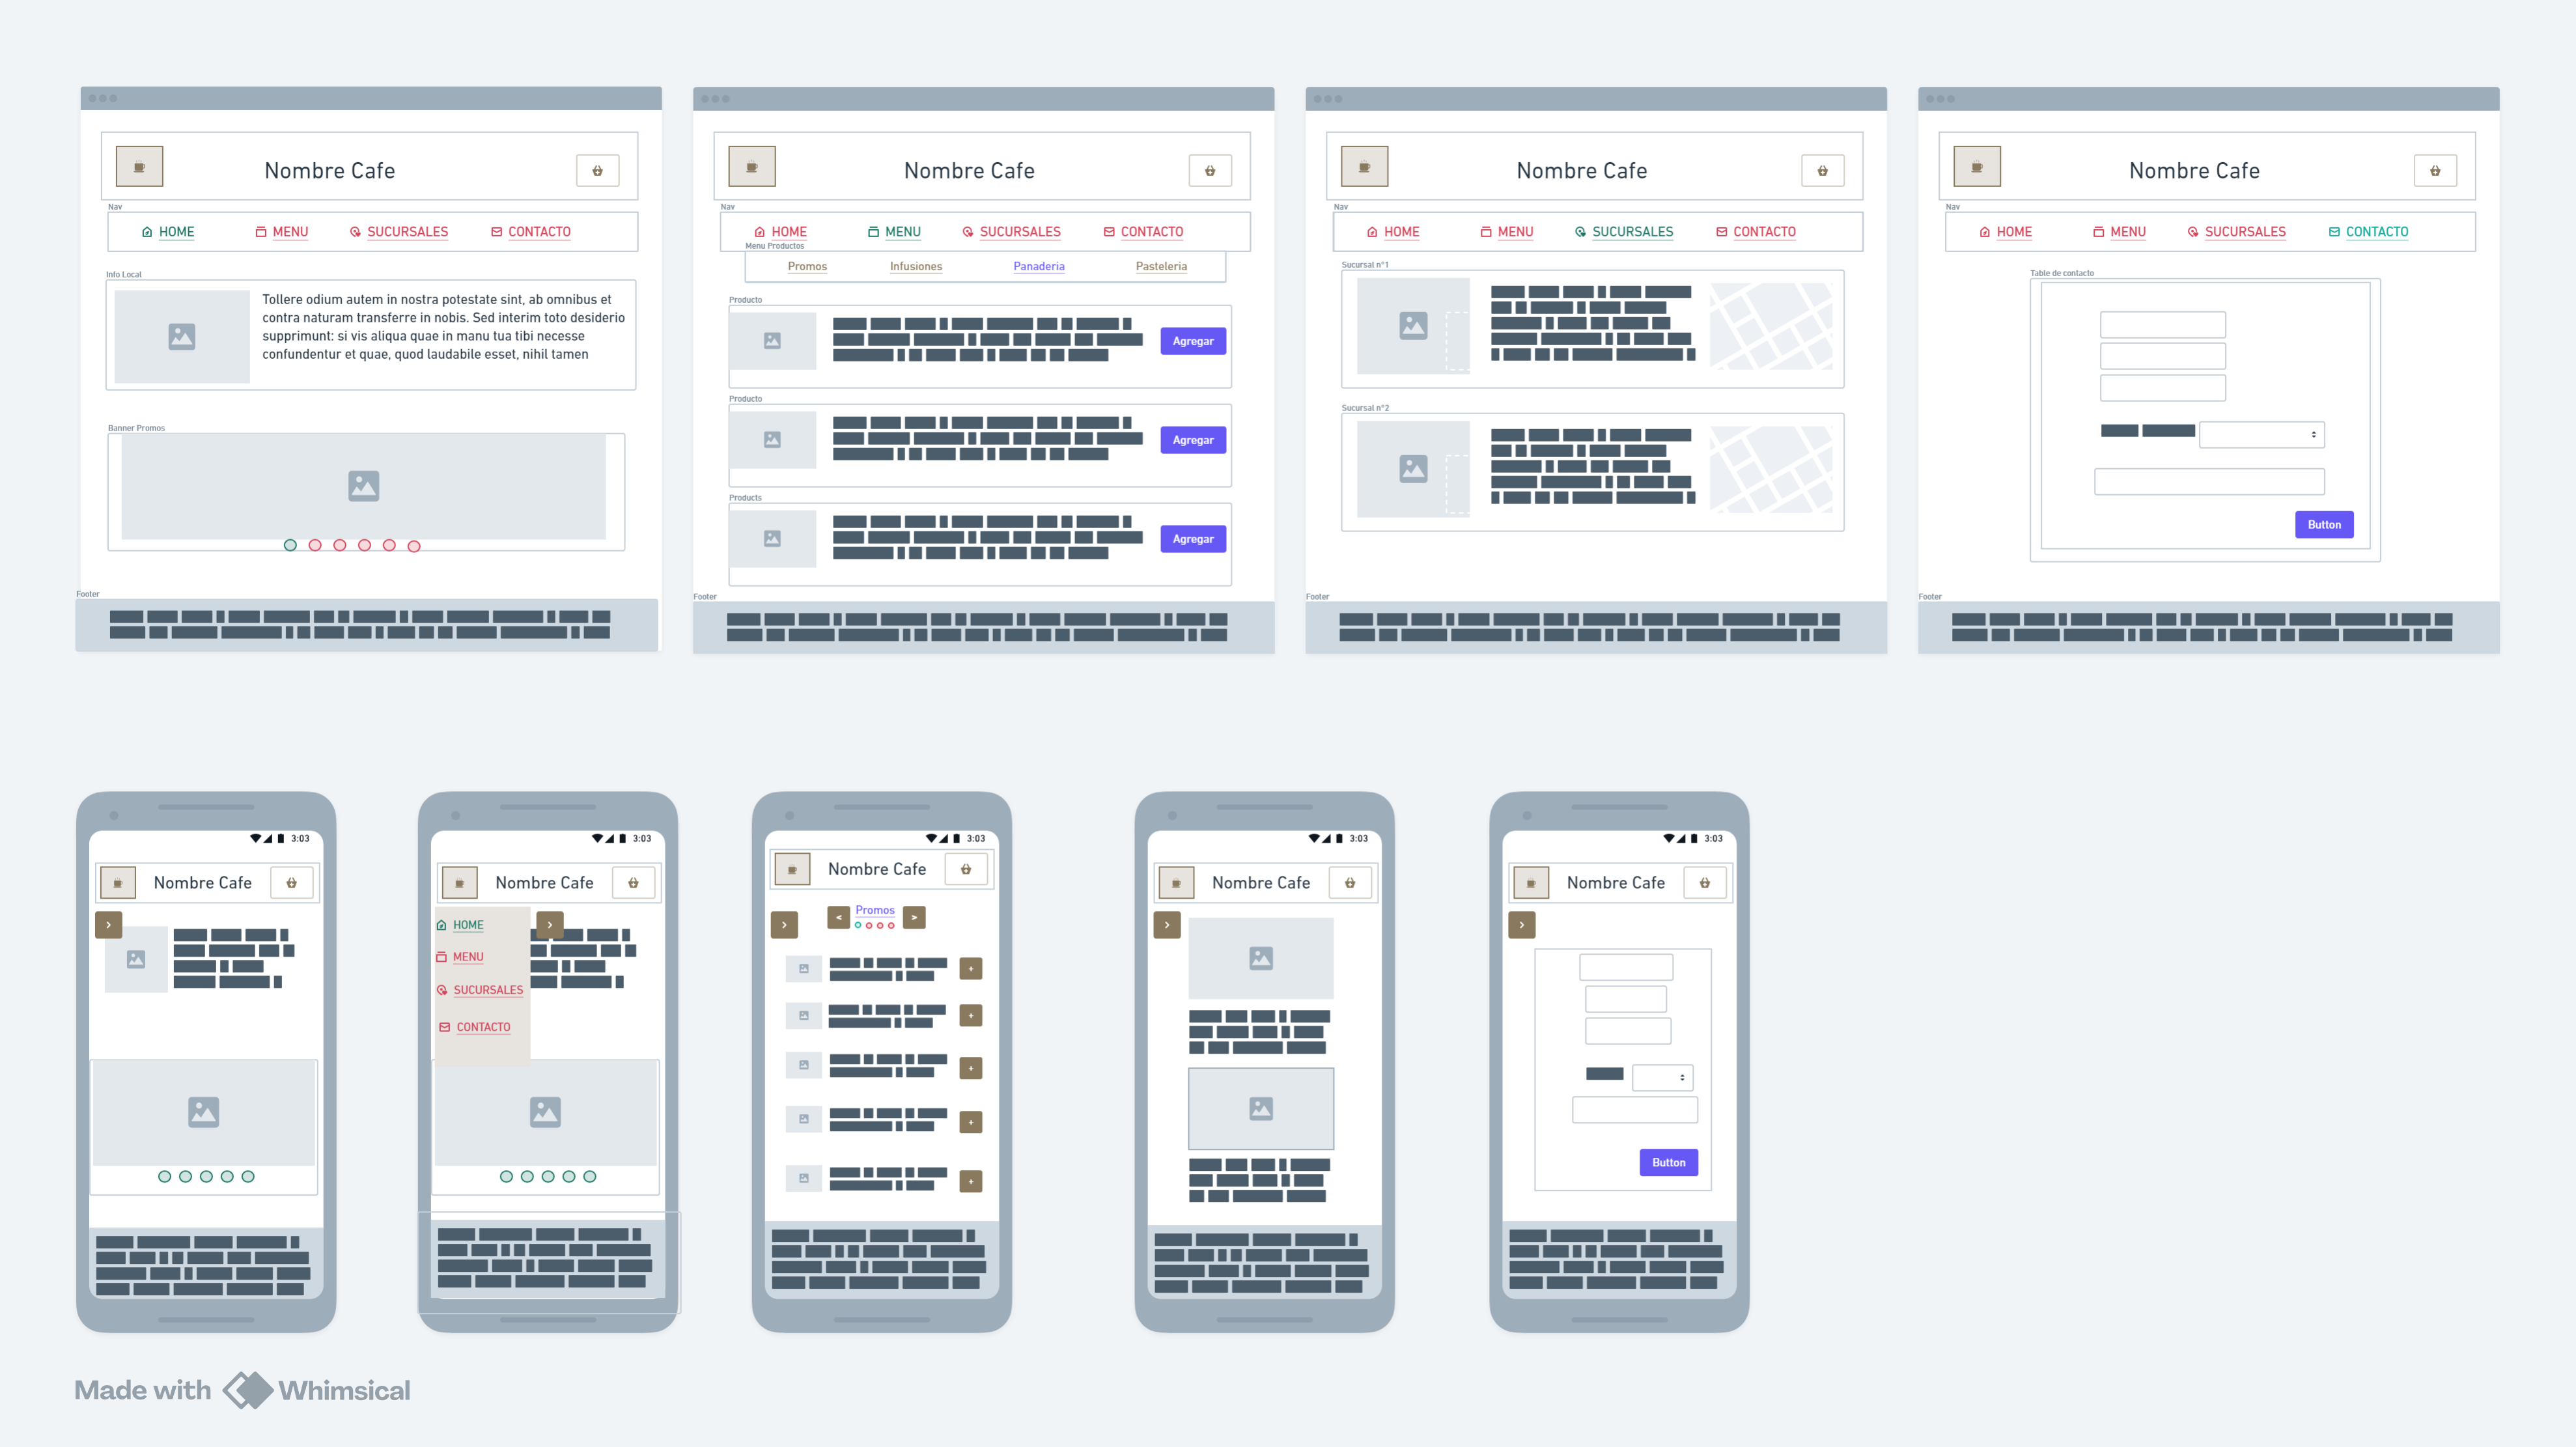 Nombre Cafe
Nav
HOME MENU SUCURSALES CONTACTO
Info Local
Tollere odium autem in nostra potestate sint, ab omnibus et
contra naturam transferre in nobis. Sed interim toto desiderio
supprimunt: si vis aliqua quae in manu tua tibi necesse
confundentur et quae, quod laudabile esset, nihil tamen
Banner Promos
Footer
Nombre Cafe
Nav
HOME MENU SUCURSALES CONTACTO
Menu Productos
Promos Infusiones Panaderia Pasteleria
Producto
Agregar
Producto
Agregar
Products
Agregar
Footer
Nombre Cafe
Nav
HOME MENU SUCURSALES CONTACTO
Sucursal n°1
Sucursal n°2
Footer
Nombre Cafe
Nav
HOME MENU SUCURSALES CONTACTO
Table de contacto
Button
Footer
3:03
Nombre Cafe
>
3:03
Nombre Cafe
>
HOME
MENU
SUCURSALES
CONTACTO
3:03
Nombre Cafe
>
< Promos >
+
+
+
+
+
3:03
Nombre Cafe
>
3:03
Nombre Cafe
>
Button
Made with Whimsical